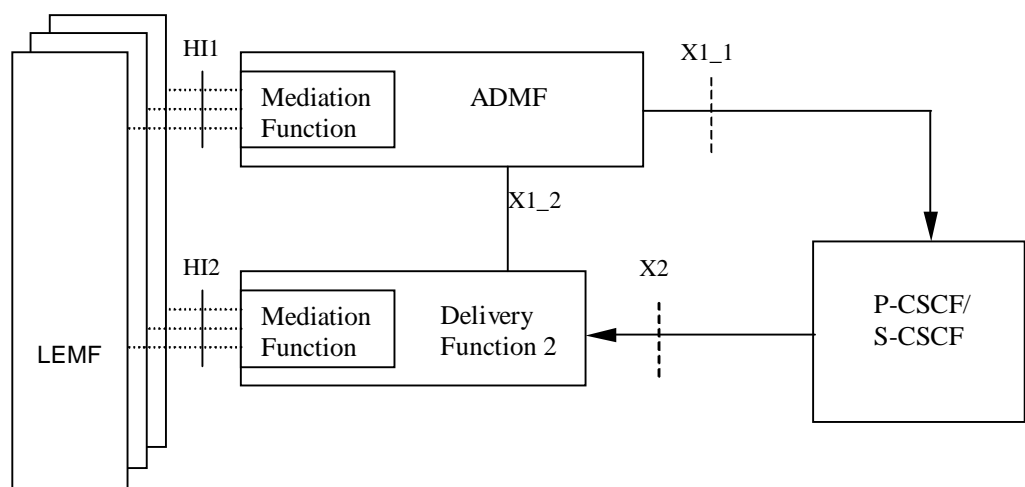 HI1
X1_1
Mediation
Function
ADMF
X1_2
HI2
X2
Mediation
Function
Delivery
Function 2
P-CSCF/
S-CSCF
LEMF